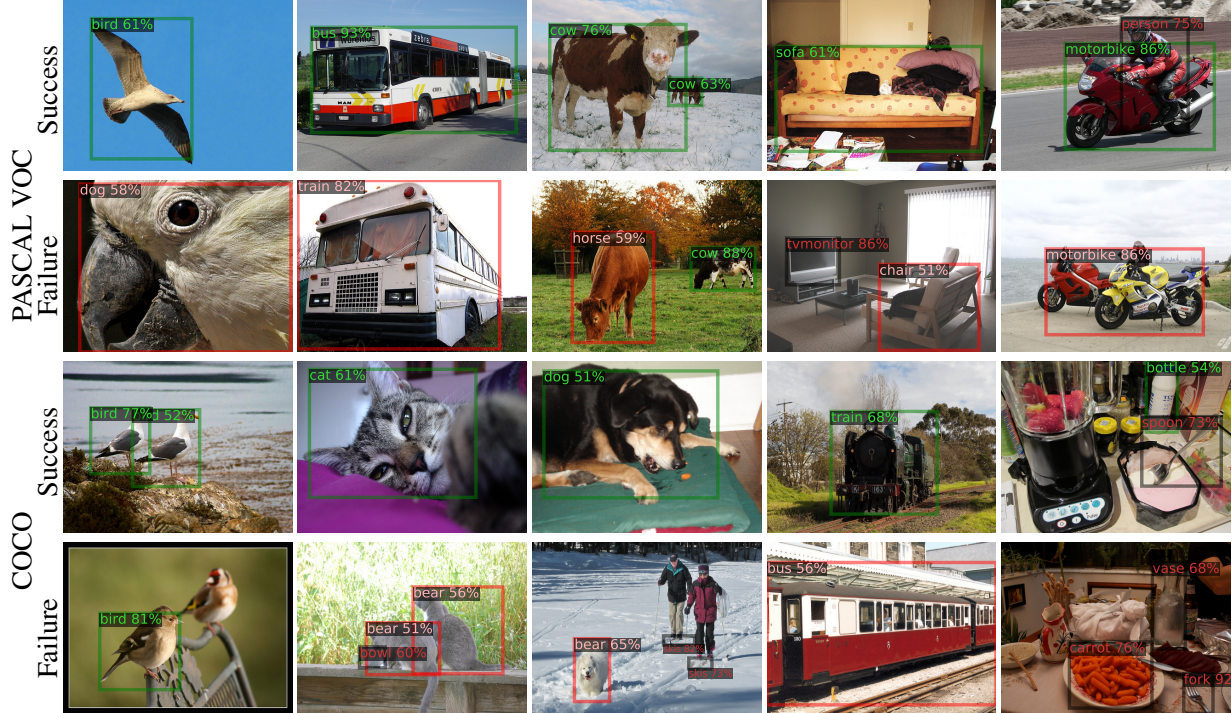 PASCAL VOC
Success
bird 61%
bus 93%
zebra
MAN
cow 76%
cow 63%
sofa 61%
person 75%
motorbike 86%
Failure
dog 58%
train 82%
horse 59%
cow 88%
tvmonitor 86%
chair 51%
motorbike 86%
COCO
Success
bird 77%
d 52%
cat 61%
dog 51%
train 68%
bottle 54%
spoon 73%
Failure
bird 81%
bear 56%
bear 51%
bowl 60%
bear 65%
bus 56%
vase 68%
carrot 76%
fork 92